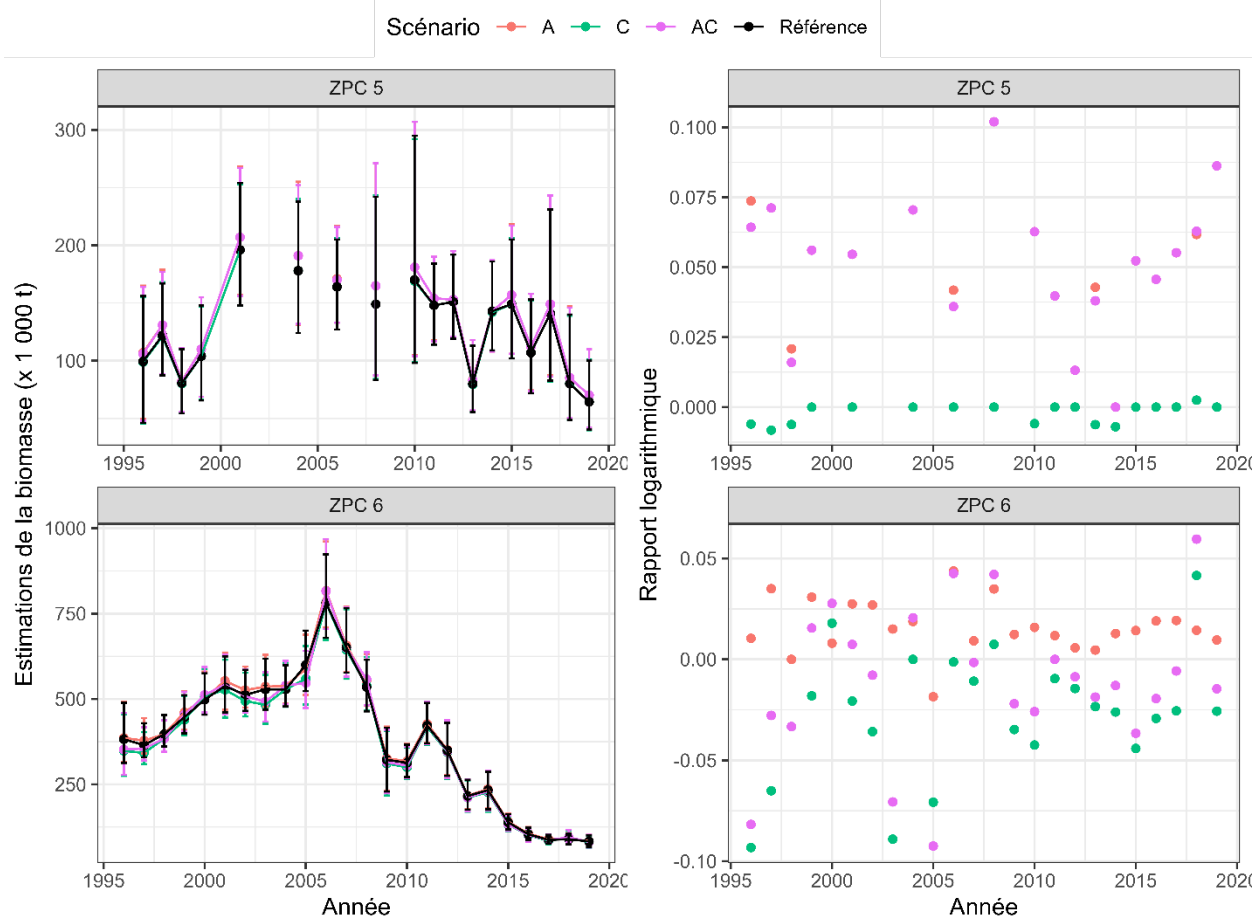 Scénario A C AC Référence
ZPC 5
300
200
100
1995 2000 2005 2010 2015 2020
ZPC 6
1000
750
500
250
1995 2000 2005 2010 2015 2020
Estimations de la biomasse (x 1 000 t)
Année
ZPC 5
0.100
0.075
0.050
0.025
0.000
1995 2000 2005 2010 2015 2020
ZPC 6
0.05
0.00
-0.05
-0.10
1995 2000 2005 2010 2015 2020
Rapport logarithmique
Année